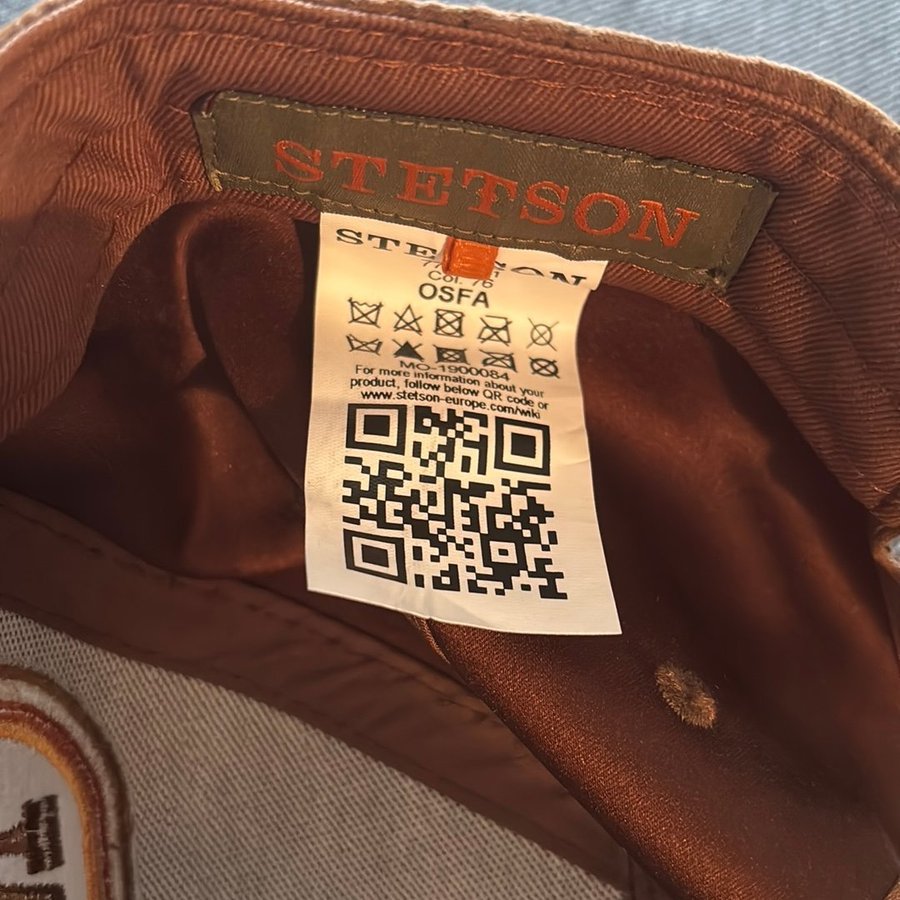 STETSON
STETSON
Col. 76
OSFA
MO-1900084
For more information about your
product, follow below QR code or
www.stetson-europe.com/wiki